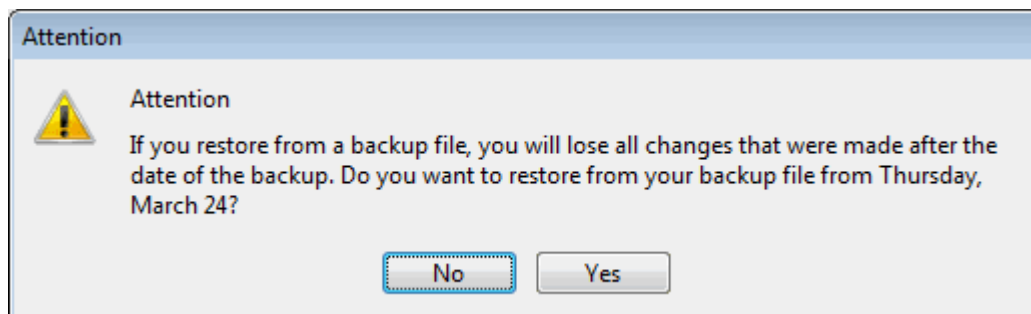 Attention
Attention
If you restore from a backup file, you will lose all changes that were made after the
date of the backup. Do you want to restore from your backup file from Thursday,
March 24?
No Yes